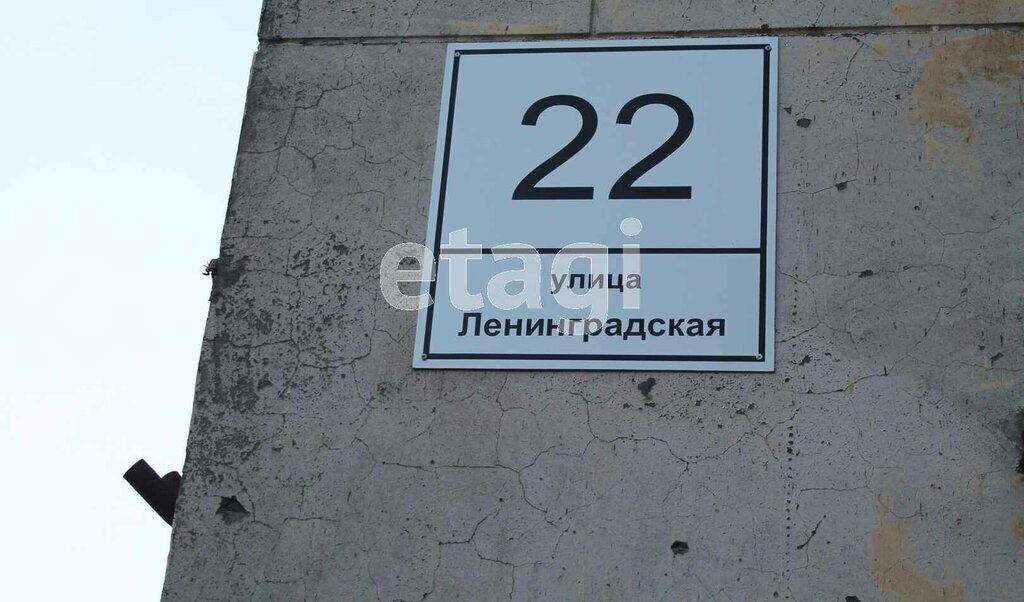 22
etagi
улица
Ленинградская